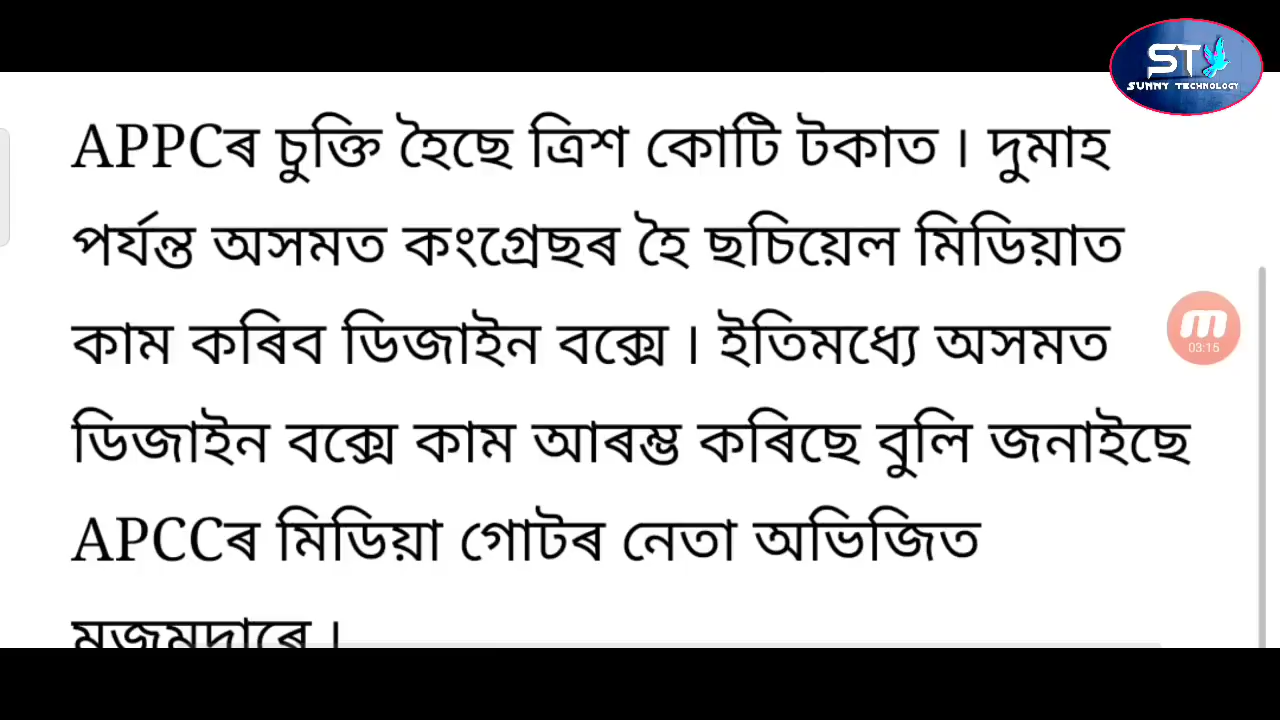 ST
SUNNY TECHNOLOGY
APPCৰ চুক্তি হৈছে ত্ৰিশ কোটি টকাত । দুমাহ
পৰ্যন্ত অসমত কংগ্ৰেছৰ হৈ ছচিয়েল মিডিয়াত
কাম কৰিব ডিজাইন বক্সে । ইতিমধ্যে অসমত
ডিজাইন বক্সে কাম আৰম্ভ কৰিছে বুলি জনাইছে
APCCৰ মিডিয়া গোটৰ নেতা অভিজিত
মজুমদাৰে ।
03:15